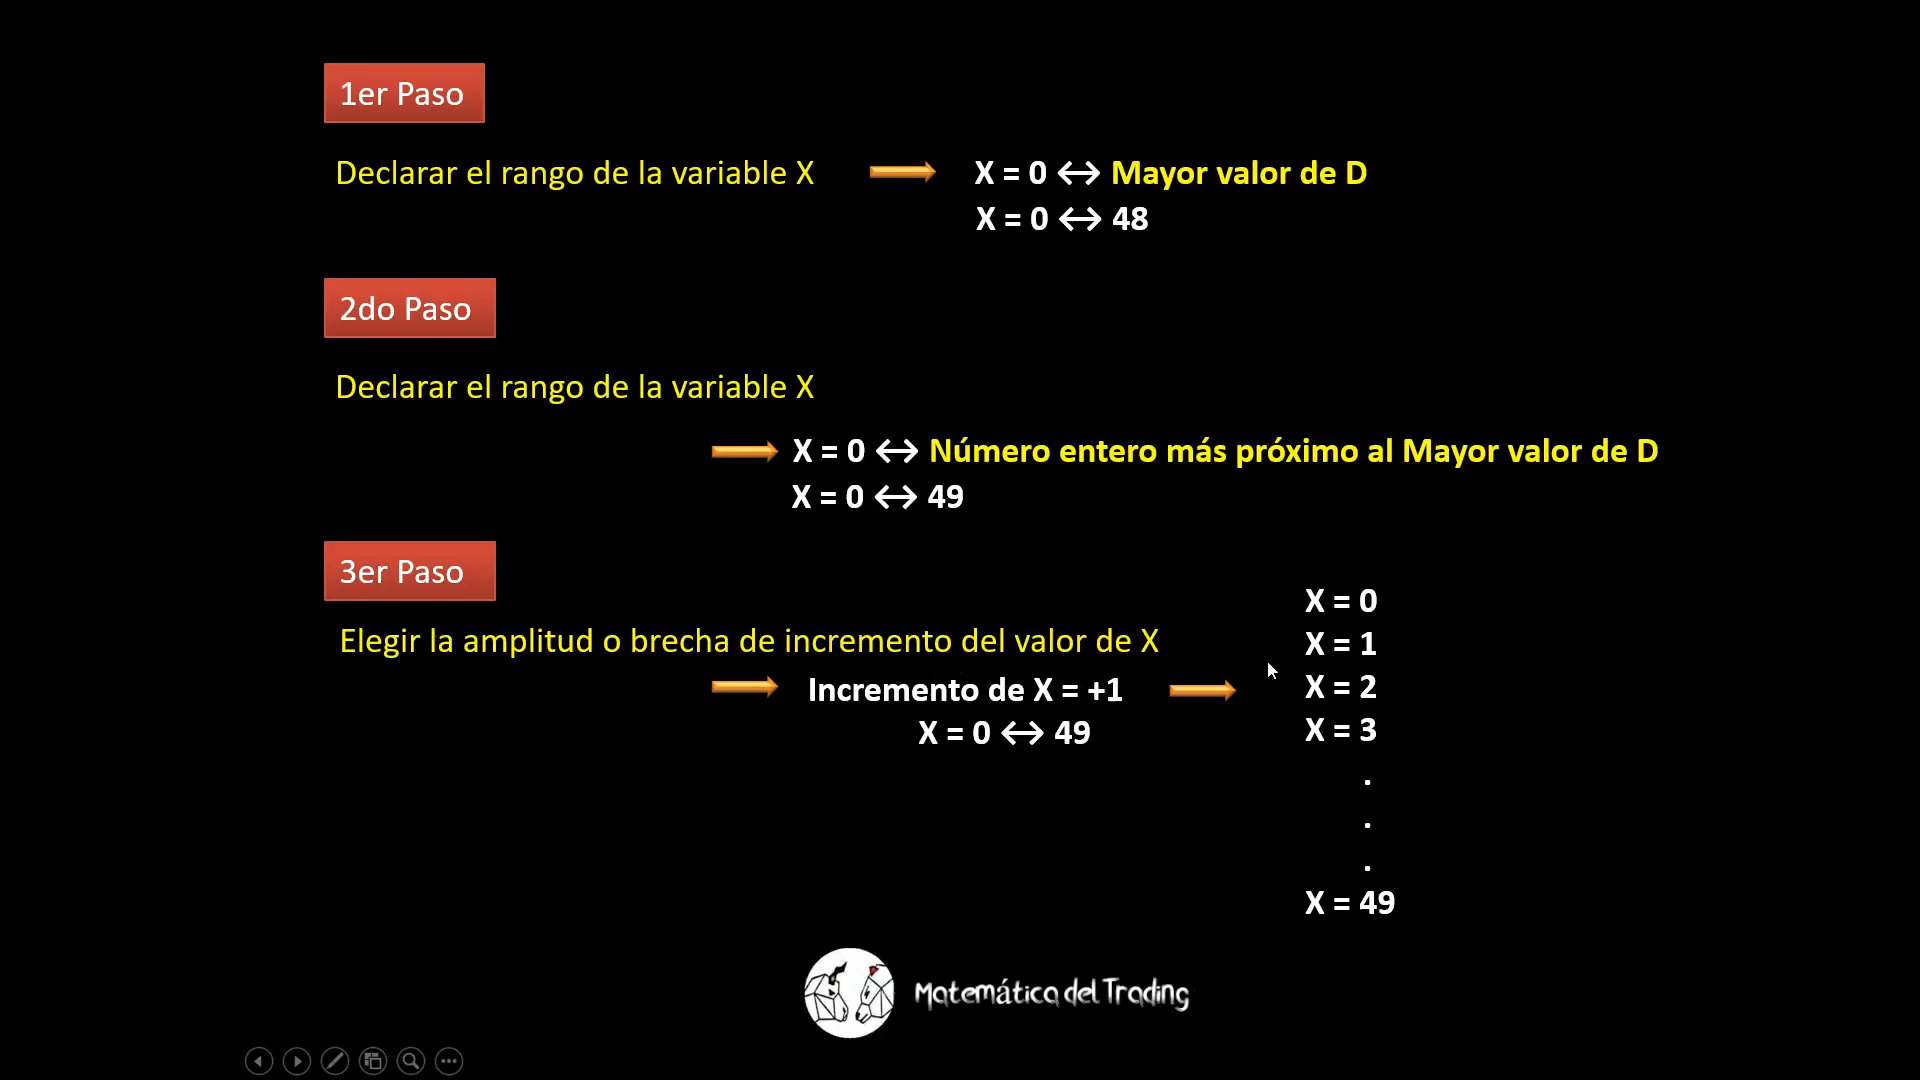 1er Paso
Declarar el rango de la variable X
X = 0 ↔ Mayor valor de D
X = 0 ↔ 48
2do Paso
Declarar el rango de la variable X
X = 0 ↔ Número entero más próximo al Mayor valor de D
X = 0 ↔ 49
3er Paso
Elegir la amplitud o brecha de incremento del valor de X
Incremento de X = +1
X = 0 ↔ 49
X = 0
X = 1
X = 2
X = 3
.
.
.
X = 49
Matemática del Trading